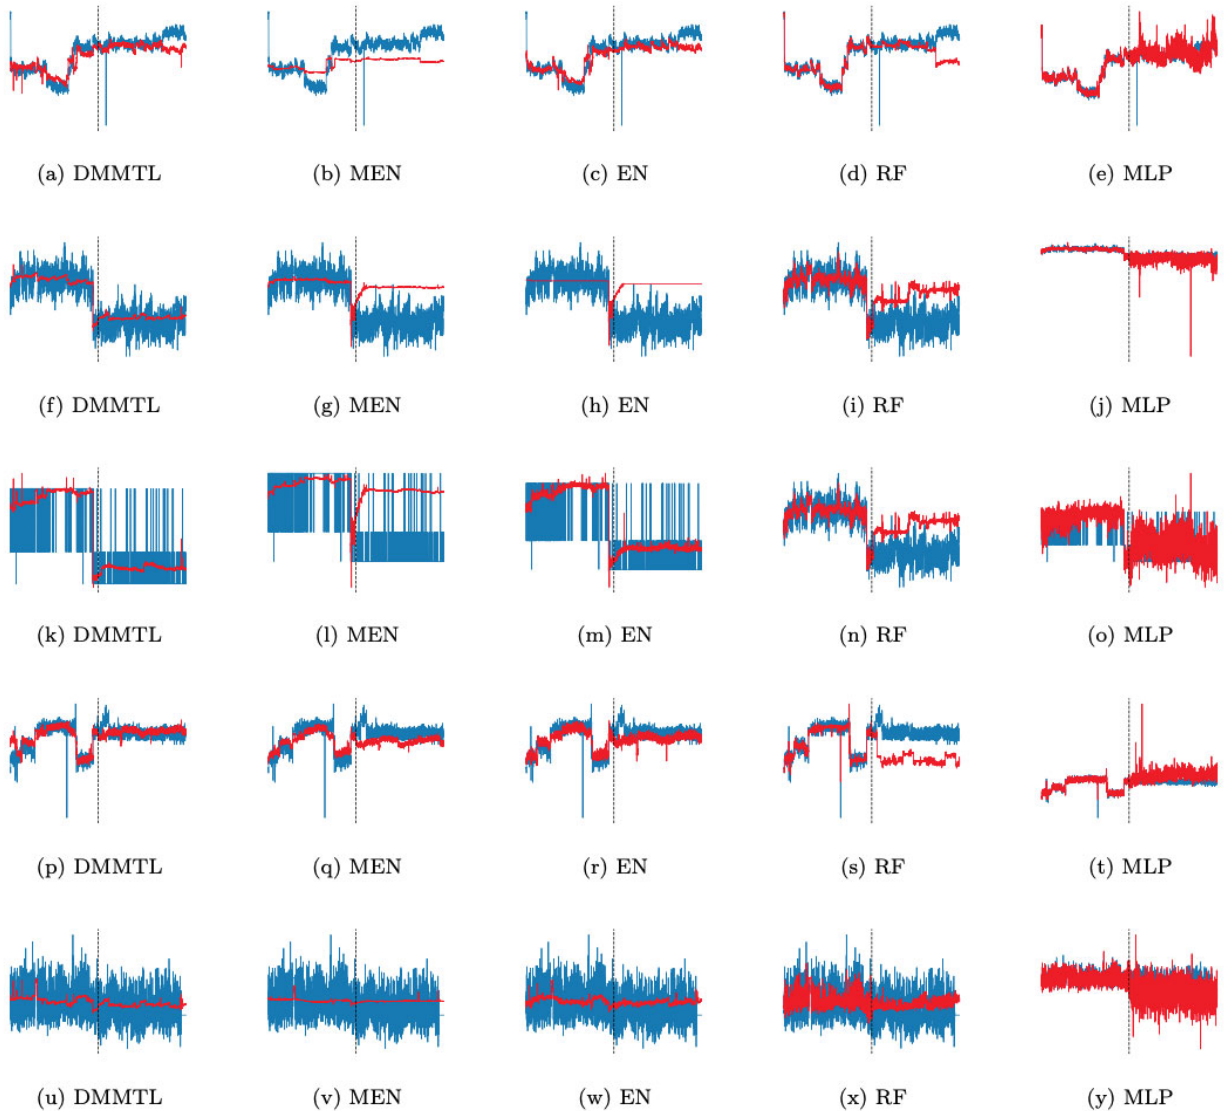 (a) DMMTL (b) MEN (c) EN (d) RF (e) MLP
(f) DMMTL (g) MEN (h) EN (i) RF (j) MLP
(k) DMMTL (l) MEN (m) EN (n) RF (o) MLP
(p) DMMTL (q) MEN (r) EN (s) RF (t) MLP
(u) DMMTL (v) MEN (w) EN (x) RF (y) MLP